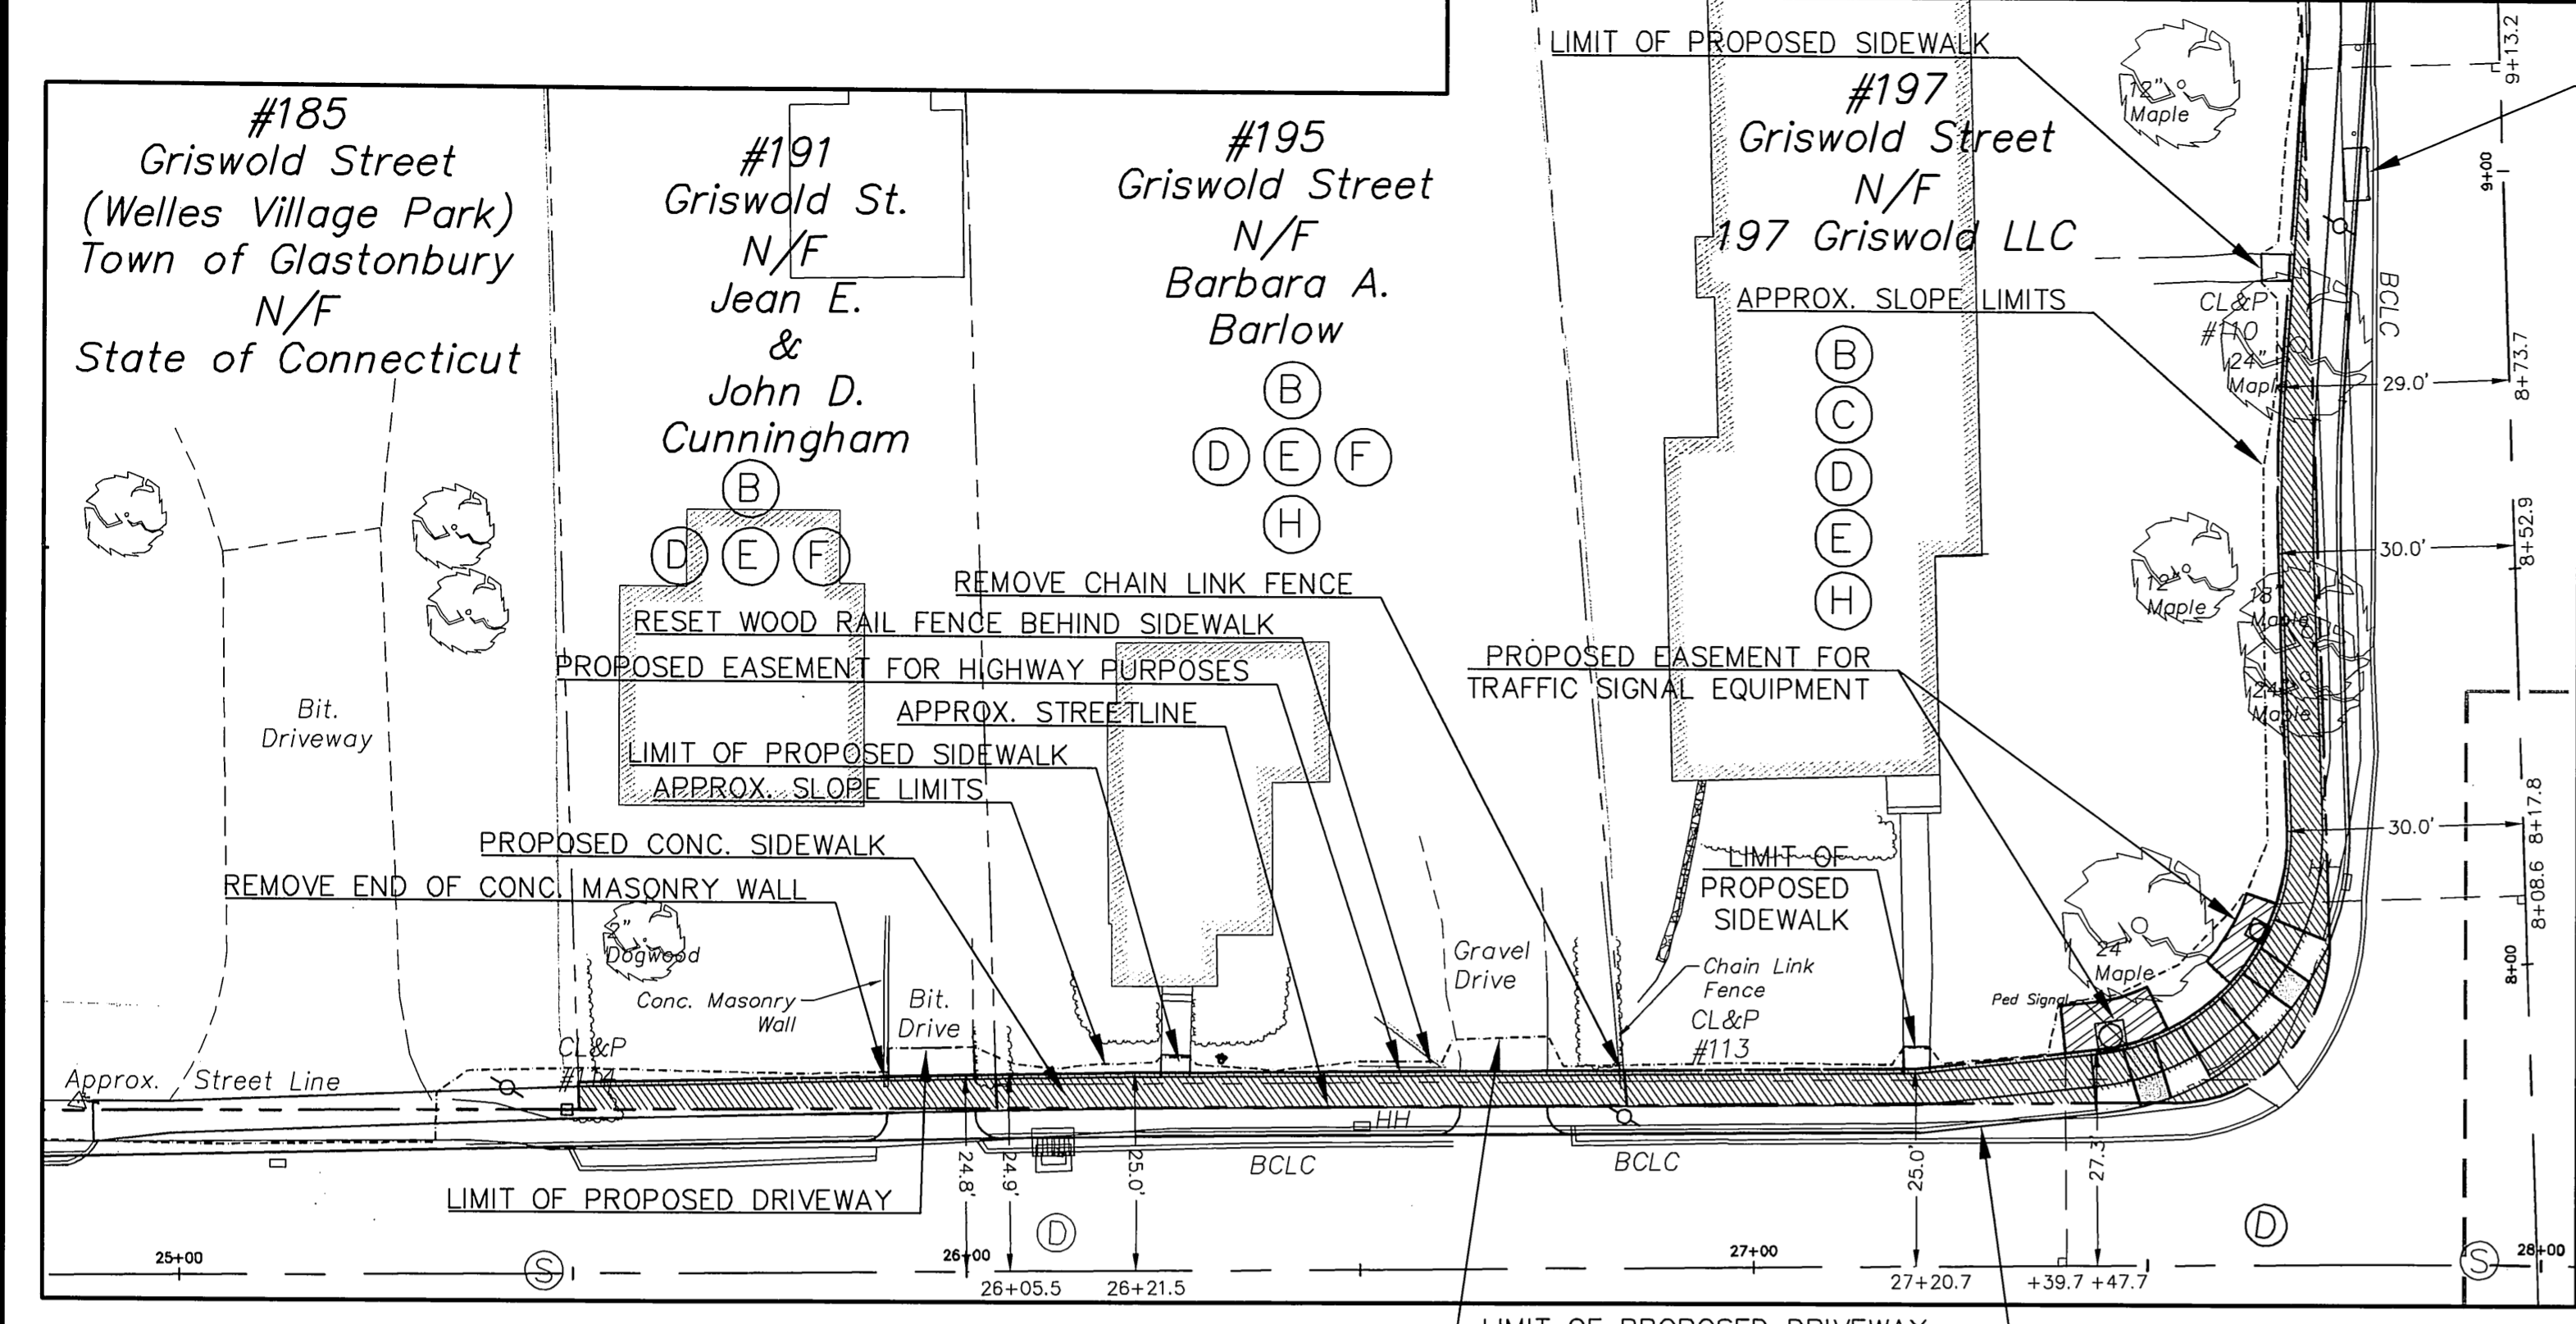 #185
Griswold Street
(Welles Village Park)
Town of Glastonbury
N/F
State of Connecticut
#191
Griswold St.
N/F
Jean E.
&
John D.
Cunningham
B
D E F
#195
Griswold Street
N/F
Barbara A.
Barlow
B
D E F
H
LIMIT OF PROPOSED SIDEWALK
#197
Griswold Street
N/F
197 Griswold LLC
APPROX. SLOPE LIMITS
B
C
D
E
H
12"
Maple
CL&P
#110
24"
Maple
BCLC
9+13.2
9+00
8+73.7
29.0'
8+52.9
30.0'
12"
Maple
18"
Maple
24"
Maple
8+17.8
30.0'
8+08.6
8+00
REMOVE CHAIN LINK FENCE
RESET WOOD RAIL FENCE BEHIND SIDEWALK
PROPOSED EASEMENT FOR HIGHWAY PURPOSES
APPROX. STREETLINE
LIMIT OF PROPOSED SIDEWALK
APPROX. SLOPE LIMITS
PROPOSED CONC. SIDEWALK
REMOVE END OF CONC. MASONRY WALL
PROPOSED EASEMENT FOR
TRAFFIC SIGNAL EQUIPMENT
LIMIT OF
PROPOSED
SIDEWALK
Bit.
Driveway
Dogwood
Conc. Masonry
Wall
Bit.
Drive
Gravel
Drive
Chain Link
Fence
CL&P
#113
24"
Maple
Ped Signal
CL&P
Approx. Street Line
HH
BCLC
BCLC
LIMIT OF PROPOSED DRIVEWAY
24.8'
24.9'
25.0'
25.0'
27.3'
D
D
S
S
25+00
26+00
27+00
28+00
26+05.5
26+21.5
27+20.7
+39.7
+47.7
LIMIT OF PROPOSED DRIVEWAY